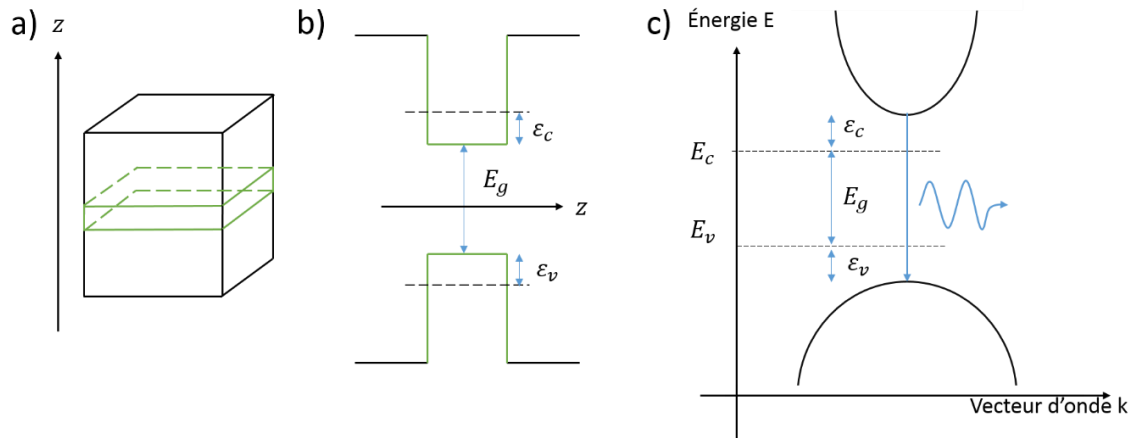 a)
z
b)
ε_c
E_g
z
ε_v
c)
Énergie E
ε_c
E_c
E_g
E_v
ε_v
Vecteur d'onde k